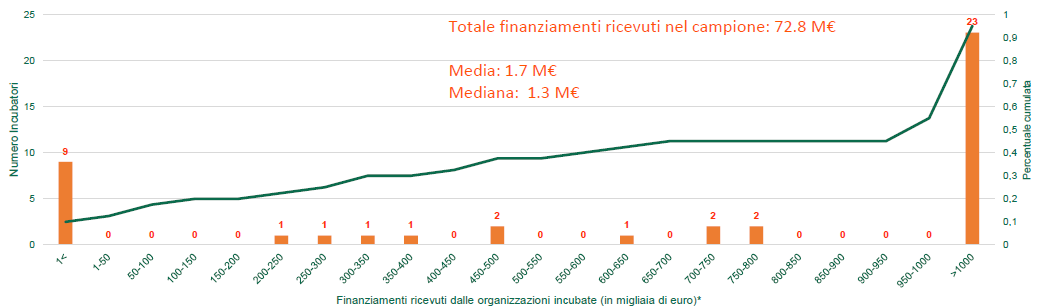 Totale finanziamenti ricevuti nel campione: 72.8 M€
Media: 1.7 M€
Mediana: 1.3 M€
Numero Incubatori
25
20
15
10
5
0
9 0 0 0 0 1 1 1 1 0 2 0 0 1 0 2 2 0 0 0 0 23
1< 1-50 50-100 100-150 150-200 200-250 250-300 300-350 350-400 400-450 450-500 500-550 550-600 600-650 650-700 700-750 750-800 800-850 850-900 900-950 950-1000 >1000
1
0,9
0,8
0,7
0,6
0,5
0,4
0,3
0,2
0,1
0
Percentuale cumulata
Finanziamenti ricevuti dalle organizzazioni incubate (in migliaia di euro)*